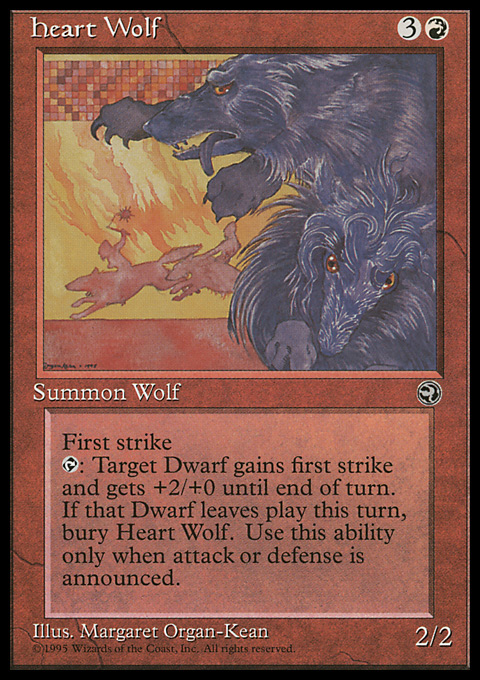 Heart Wolf
3
Summon Wolf
First strike
: Target Dwarf gains first strike
and gets +2/+0 until end of turn.
If that Dwarf leaves play this turn,
bury Heart Wolf. Use this ability
only when attack or defense is
announced.
Illus. Margaret Organ-Kean
2/2
©1995 Wizards of the Coast, Inc. All rights reserved.